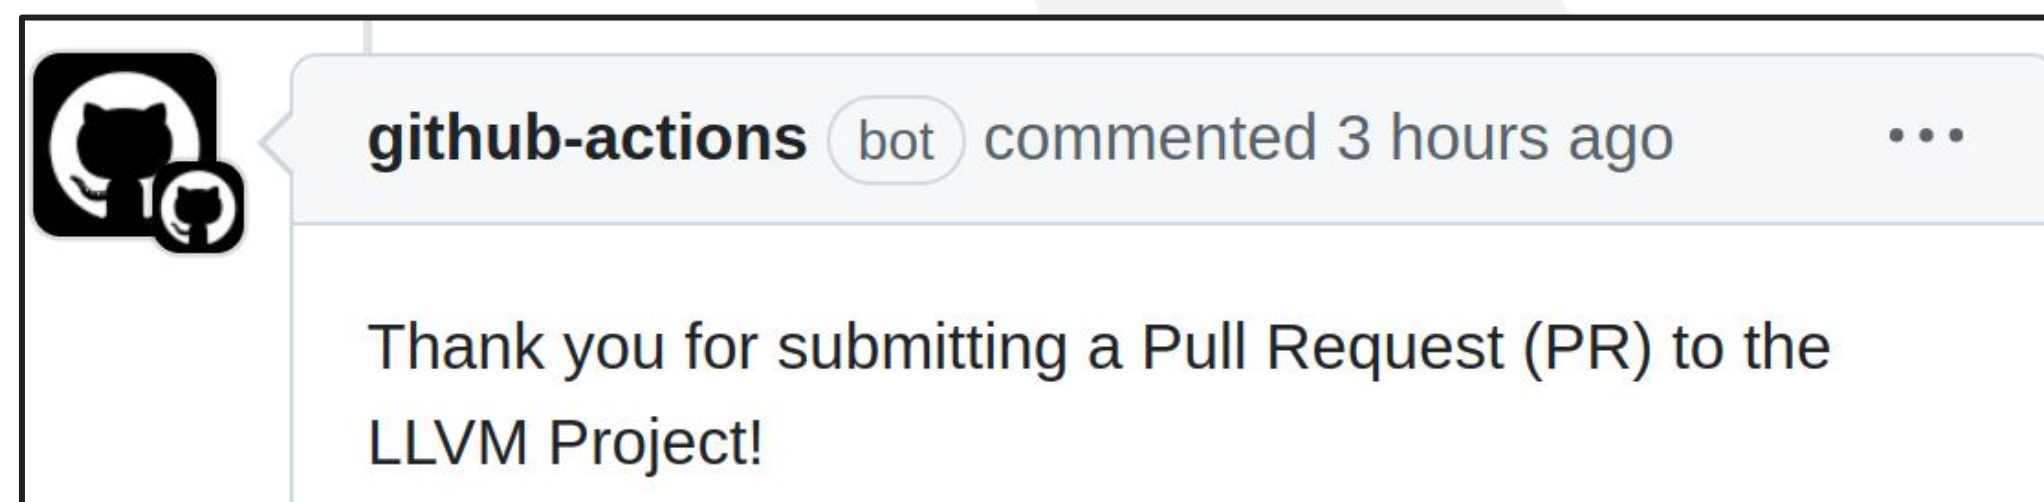 github-actions bot commented 3 hours ago
Thank you for submitting a Pull Request (PR) to the
LLVM Project!